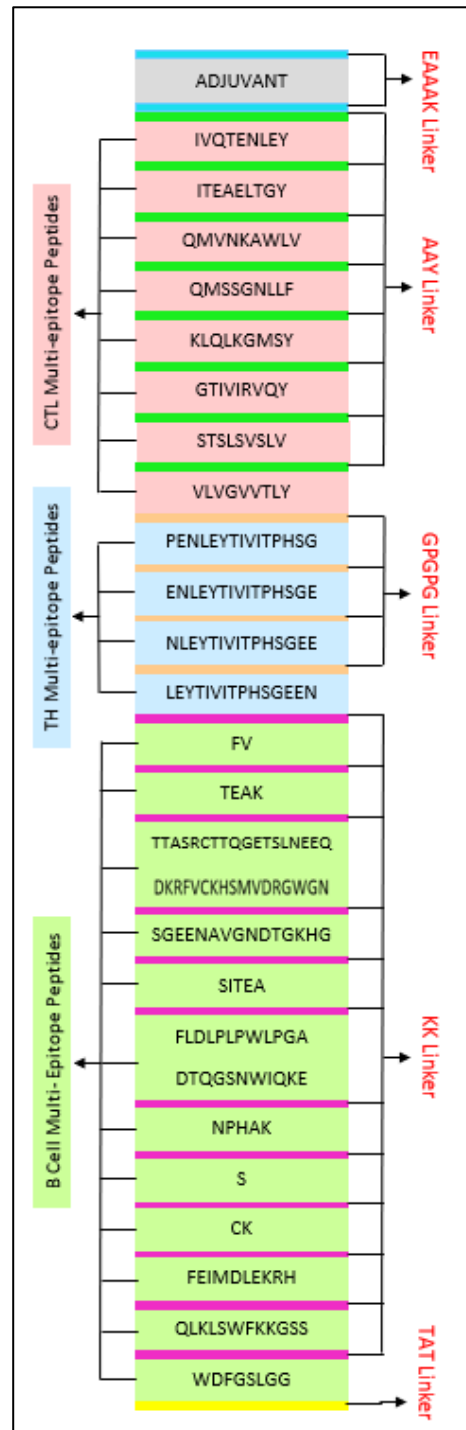 ADJUVANT
IVQTENLEY
ITEAELTGY
QMVNKAWLV
QMSSGNLLF
KLQLKGMSY
GTIVIRVQY
STSLSVSLV
VLVGVVTLY
PENLEYTIVITPHSG
ENLEYTIVITPHSGE
NLEYTIVITPHSGEE
LEYTIVITPHSGEEN
FV
TEAK
TTASRCTTQGETSLNEEQ
DKRFVCKHSMVDRGWGN
SGEENAVGNDTGKHG
SITEA
FLDLPLPWLPGA
DTQGSNWIQKE
NPHAK
S
CK
FEIMDLEKRH
QLKLSWFKKGSS
WDFGSLGG
CTL Multi-epitope Peptides
TH Multi-epitope Peptides
B Cell Multi- Epitope Peptides
EAAAK Linker
AAY Linker
GPGPG Linker
KK Linker
TAT Linker